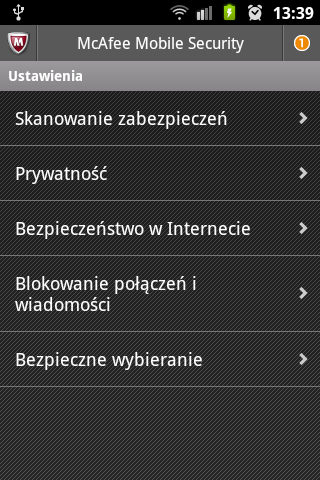 13:39
M
McAfee Mobile Security
1
Ustawienia
Skanowanie zabezpieczeń
Prywatność
Bezpieczeństwo w Internecie
Blokowanie połączeń i
wiadomości
Bezpieczne wybieranie